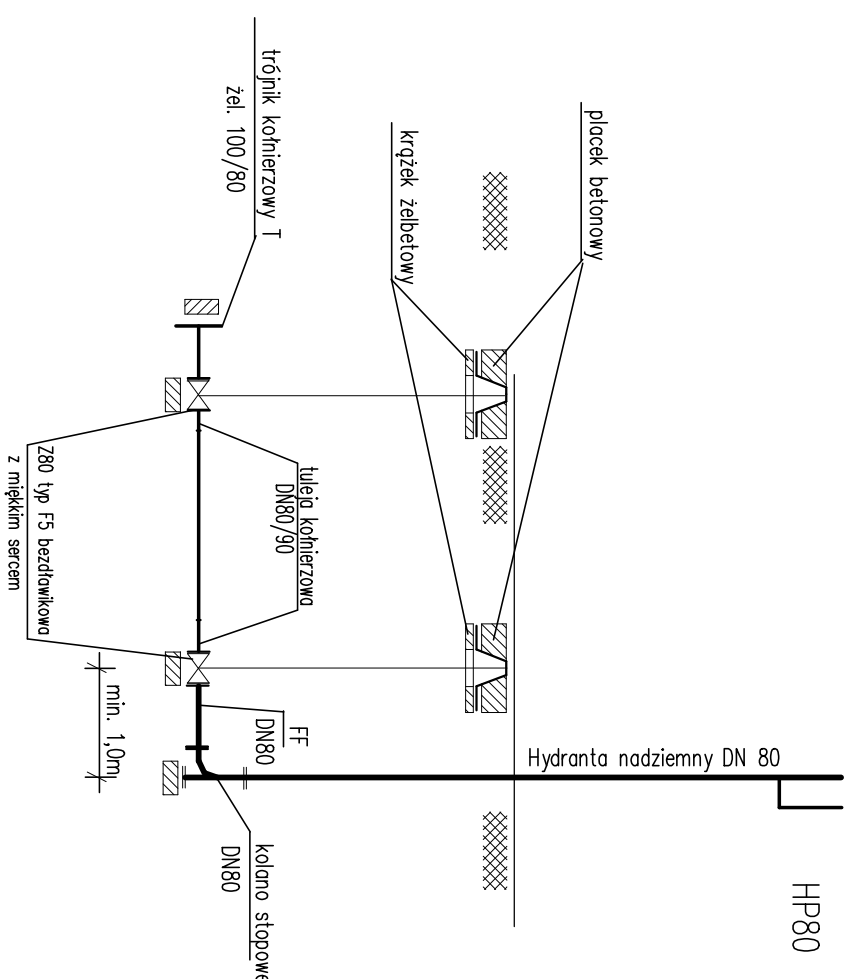 HP80
Hydranta nadziemny DN 80
placek betonowy
krążek żelbetowy
trójnik kołnierzowy T
żel. 100/80
tuleja kołnierzowa
DN80/90
FF
DN80
kolano stopowe
DN80
min. 1,0m
Z80 typ F5 bezdławikowa
z miękkim sercem